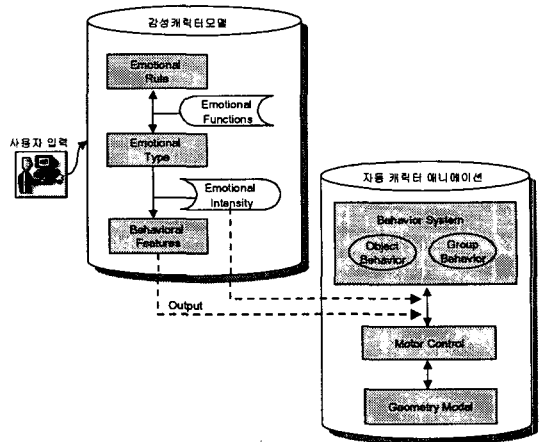 감성캐릭터모델
Emotional
Rule
Emotional
Functions
사용자 입력
Emotional
Type
Emotional
Intensity
Behavioral
Features
Output
자동 캐릭터 애니메이션
Behavior System
Object
Behavior
Group
Behavior
Motor Control
Geometry Model